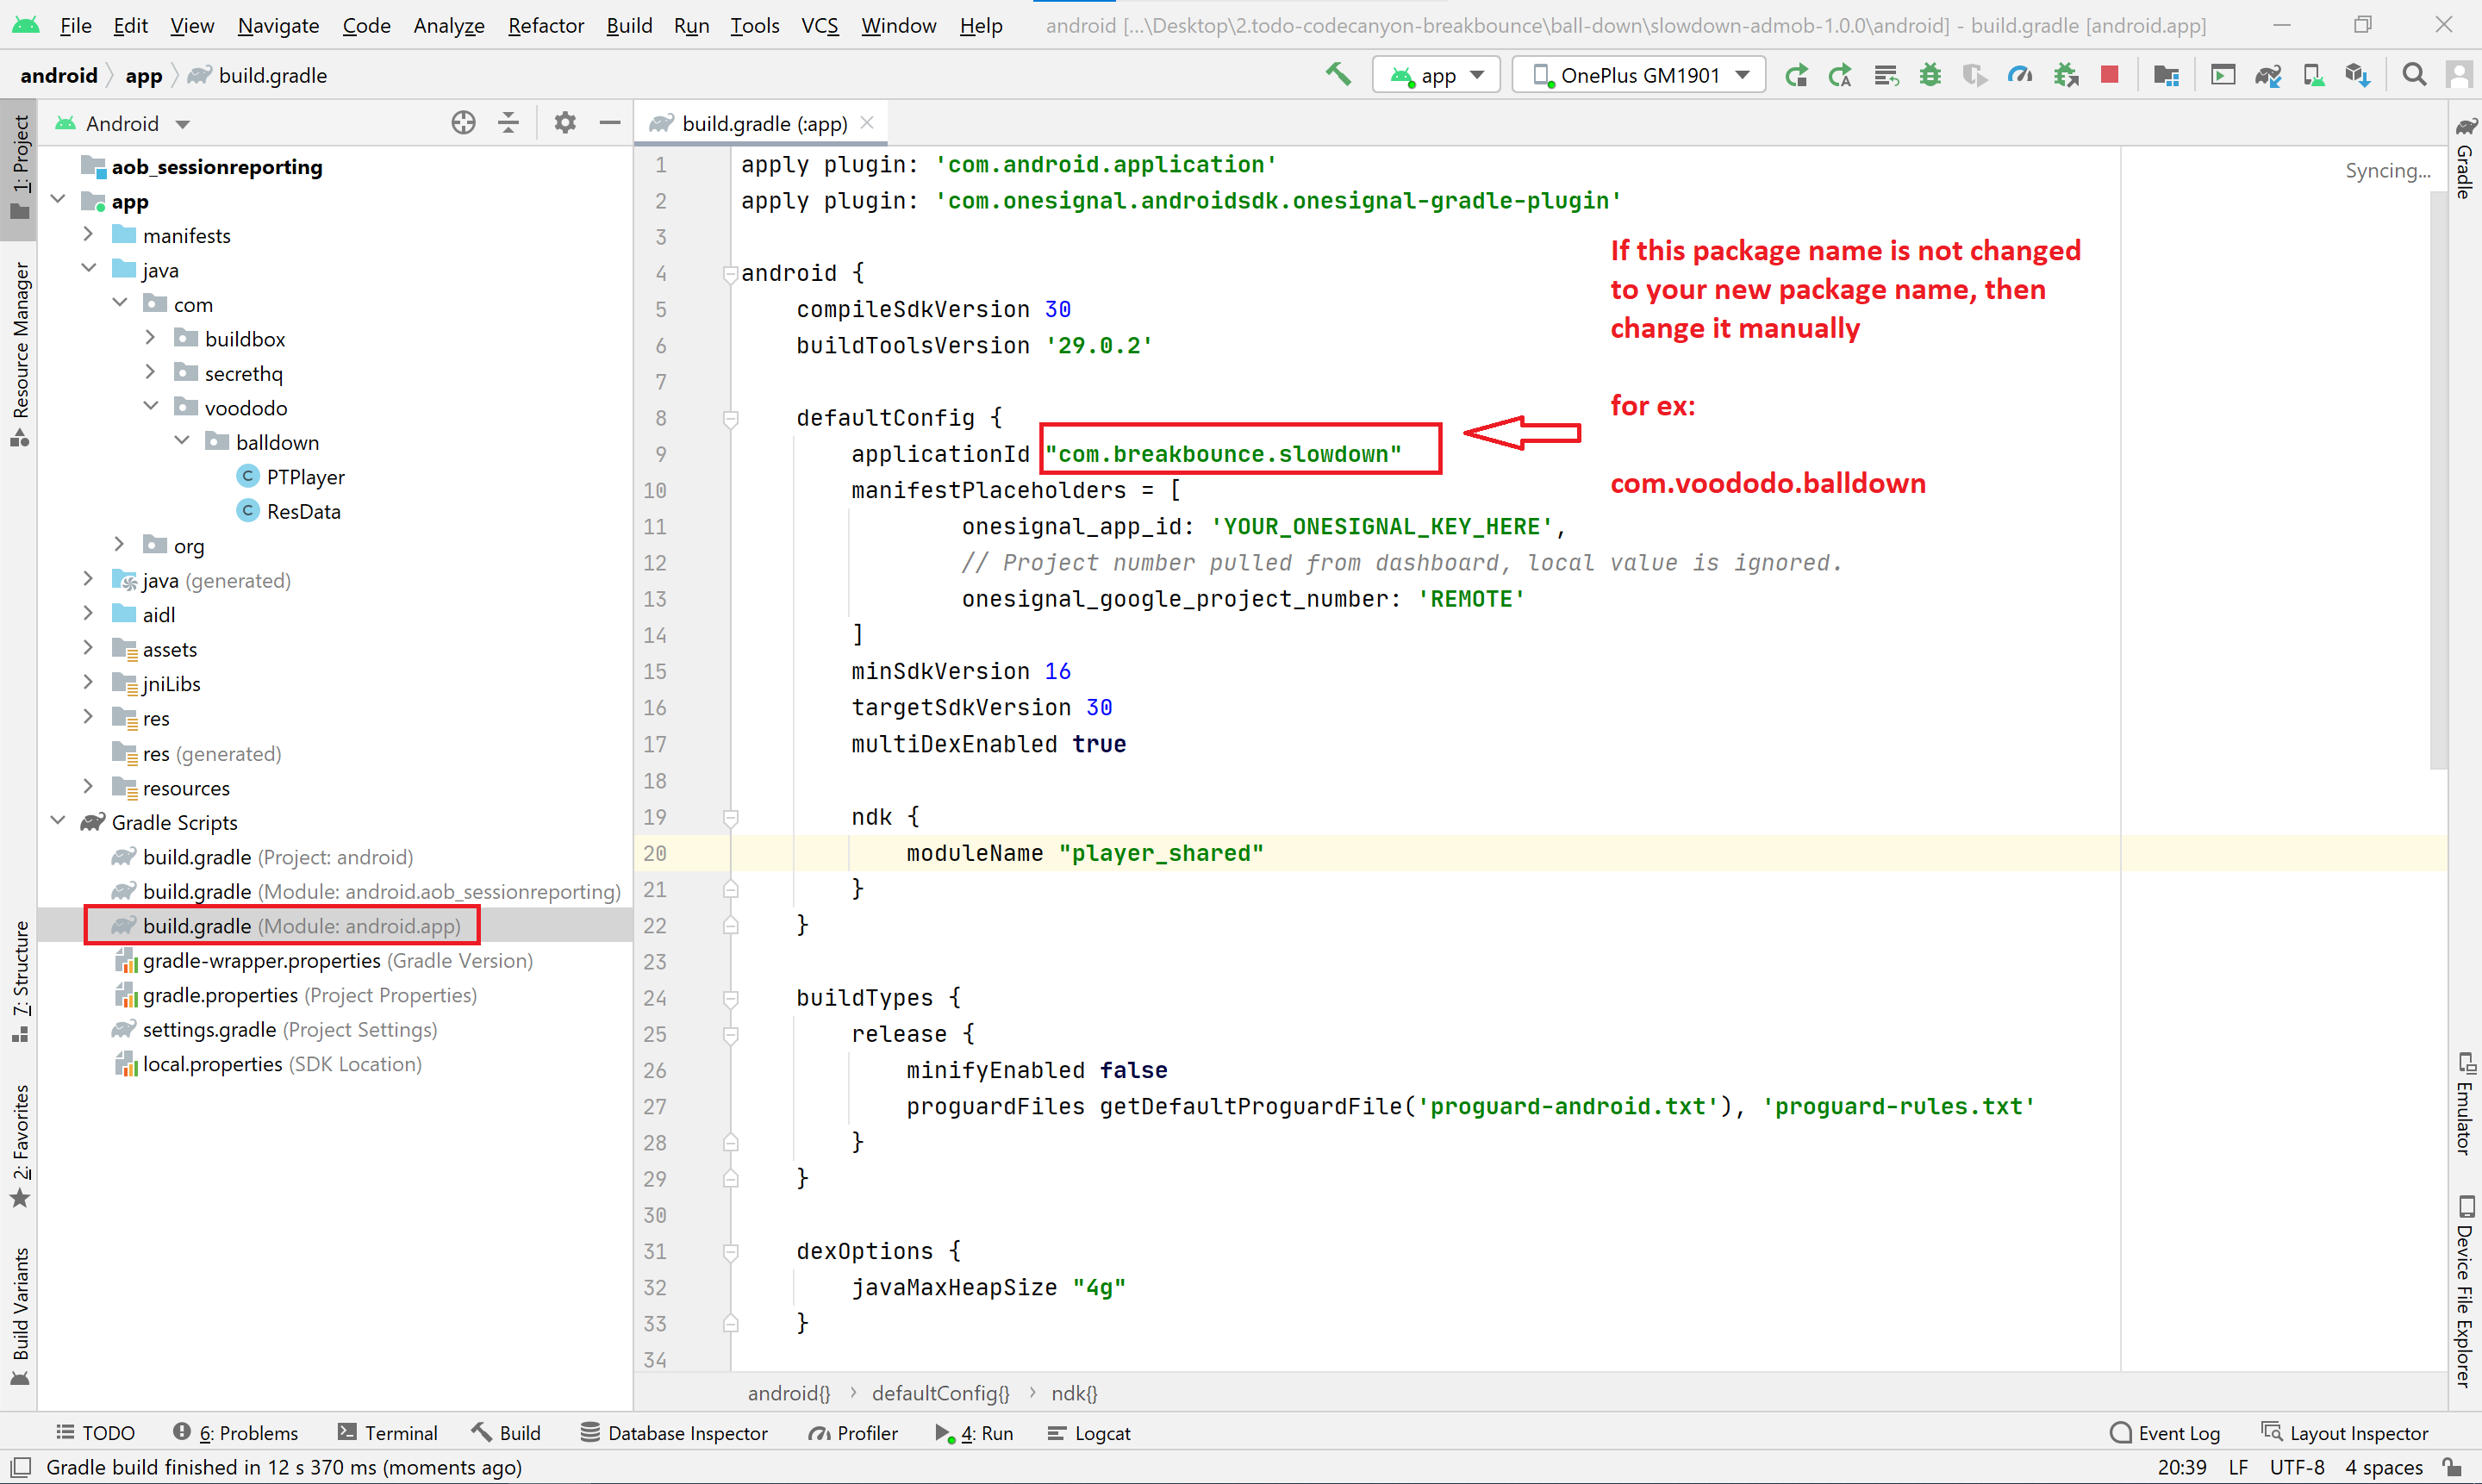 File Edit View Navigate Code Analyze Refactor Build Run Tools VCS Window Help android [...\Desktop\2.todo-codecanyon-breakbounce\ball-down\slowdown-admob-1.0.0\android] - build.gradle [android.app]
android app build.gradle app OnePlus GM1901
1: Project
Resource Manager
7: Structure
2: Favorites
Build Variants
Android
aob_sessionreporting
app
manifests
java
com
buildbox
secrethq
voododo
balldown
PTPlayer
ResData
org
java (generated)
aidl
assets
jniLibs
res
res (generated)
resources
Gradle Scripts
build.gradle (Project: android)
build.gradle (Module: android.aob_sessionreporting)
build.gradle (Module: android.app)
gradle-wrapper.properties (Gradle Version)
gradle.properties (Project Properties)
settings.gradle (Project Settings)
local.properties (SDK Location)
build.gradle (:app)
1 apply plugin: 'com.android.application'
2 apply plugin: 'com.onesignal.androidsdk.onesignal-gradle-plugin'
3
4 android {
5 compileSdkVersion 30
6 buildToolsVersion '29.0.2'
7
8 defaultConfig {
9 applicationId "com.breakbounce.slowdown"
10 manifestPlaceholders = [
11 onesignal_app_id: 'YOUR_ONESIGNAL_KEY_HERE',
12 // Project number pulled from dashboard, local value is ignored.
13 onesignal_google_project_number: 'REMOTE'
14 ]
15 minSdkVersion 16
16 targetSdkVersion 30
17 multiDexEnabled true
18
19 ndk {
20 moduleName "player_shared"
21 }
22 }
23
24 buildTypes {
25 release {
26 minifyEnabled false
27 proguardFiles getDefaultProguardFile('proguard-android.txt'), 'proguard-rules.txt'
28 }
29 }
30
31 dexOptions {
32 javaMaxHeapSize "4g"
33 }
34
Syncing...
If this package name is not changed
to your new package name, then
change it manually
for ex:
com.voododo.balldown
Gradle
Emulator
Device File Explorer
android{} › defaultConfig{} › ndk{}
TODO 6: Problems Terminal Build Database Inspector Profiler 4: Run Logcat Event Log Layout Inspector
Gradle build finished in 12 s 370 ms (moments ago) 20:39 LF UTF-8 4 spaces